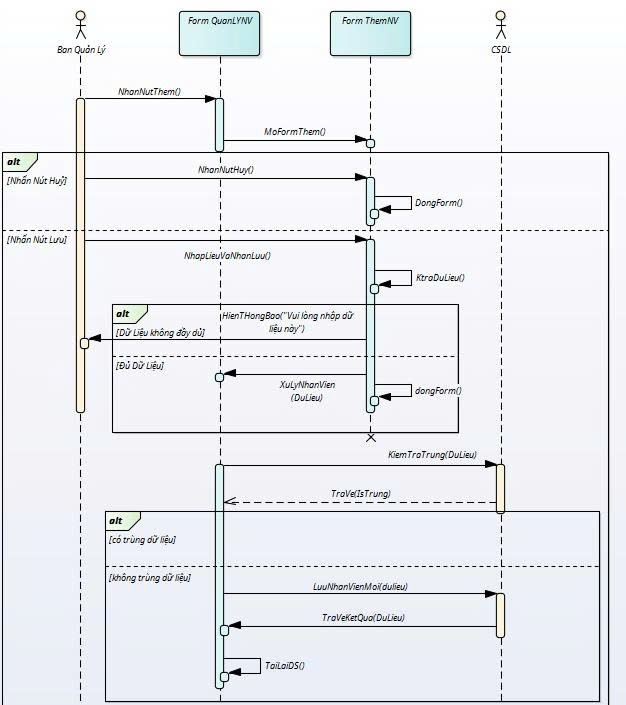 Form QuanLYNV
Form ThemNV
Ban Quản Lý
CSDL
NhanNutThem()
MoFormThem()
alt
[Nhấn Nút Huỷ]
NhanNutHuy()
DongForm()
[Nhấn Nút Lưu]
NhapLieuVaNhanLuu()
KtraDuLieu()
alt
HienTHongBao("Vui lòng nhập dữ
liệu này")
[Dữ Liệu không đầy đủ]
[Đủ Dữ Liệu]
XuLyNhanVien
(DuLieu)
dongForm()
KiemTraTrung(DuLieu)
TraVe(IsTrung)
alt
[có trùng dữ liệu]
[không trùng dữ liệu]
LuuNhanVienMoi(dulieu)
TraVeKetQua(DuLieu)
TaiLaiDS()